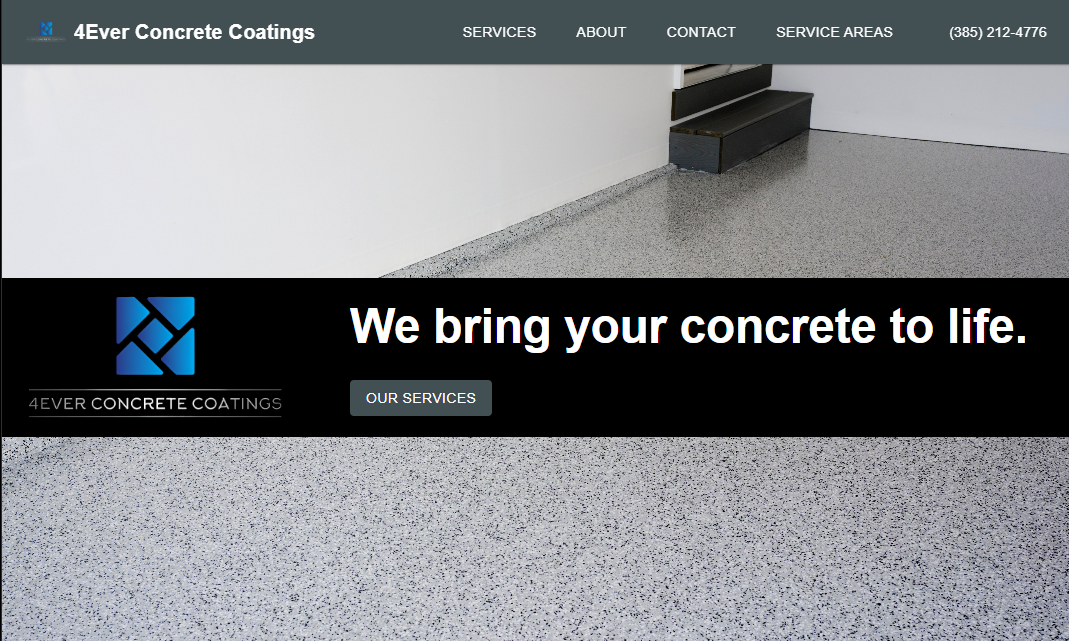 4Ever Concrete Coatings
SERVICES ABOUT CONTACT SERVICE AREAS (385) 212-4776
We bring your concrete to life.
4EVER CONCRETE COATINGS
OUR SERVICES